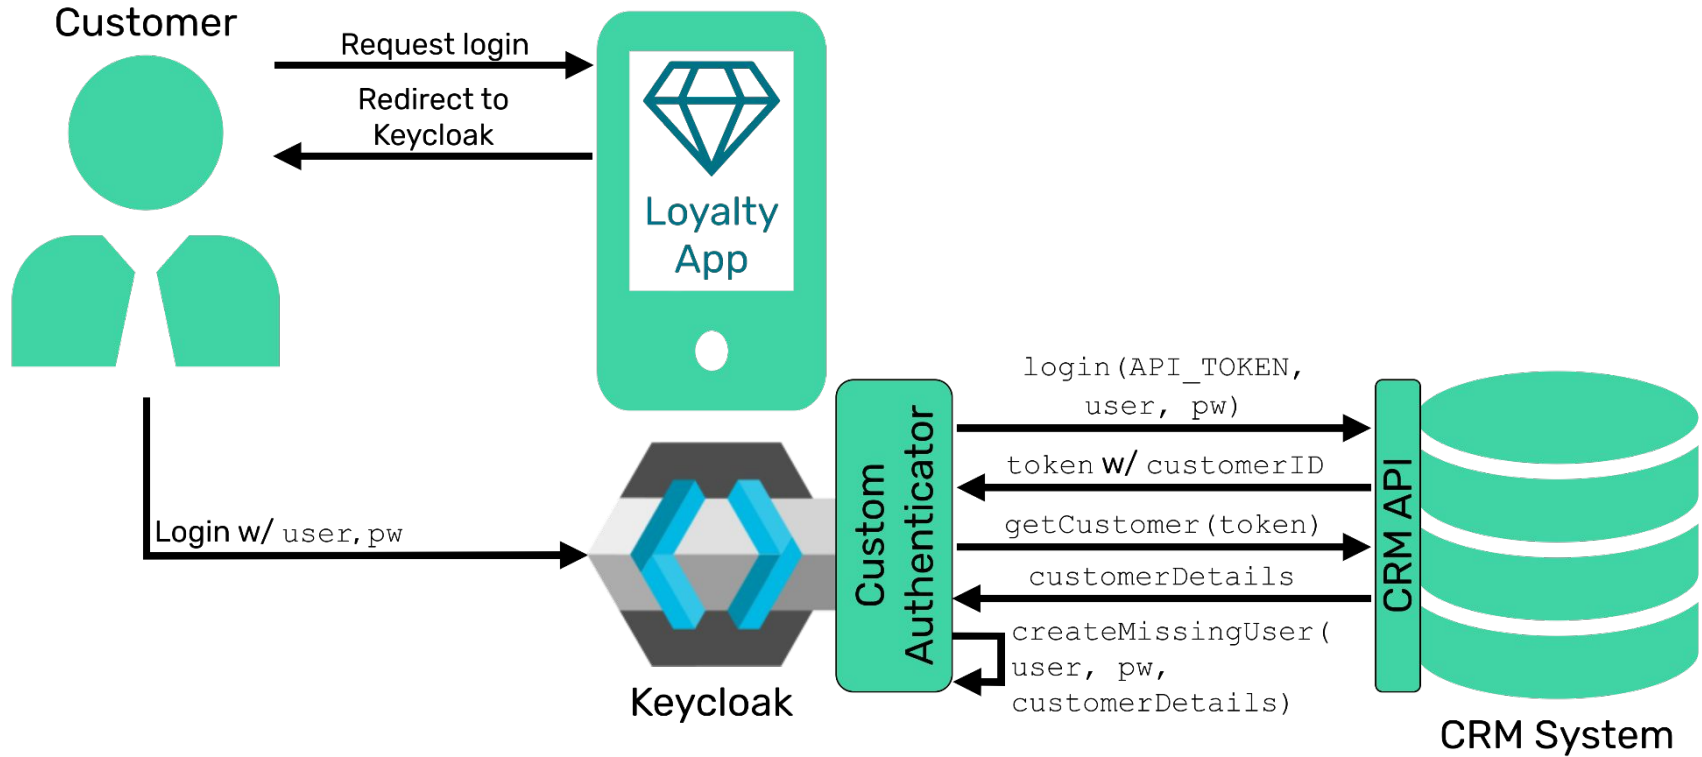 Customer
Request login
Redirect to
Keycloak
Loyalty
App
Login w/ user, pw
Keycloak
Custom
Authenticator
login(API_TOKEN,
user, pw)
token w/ customerID
getCustomer(token)
customerDetails
createMissingUser(
user, pw,
customerDetails)
CRM API
CRM System